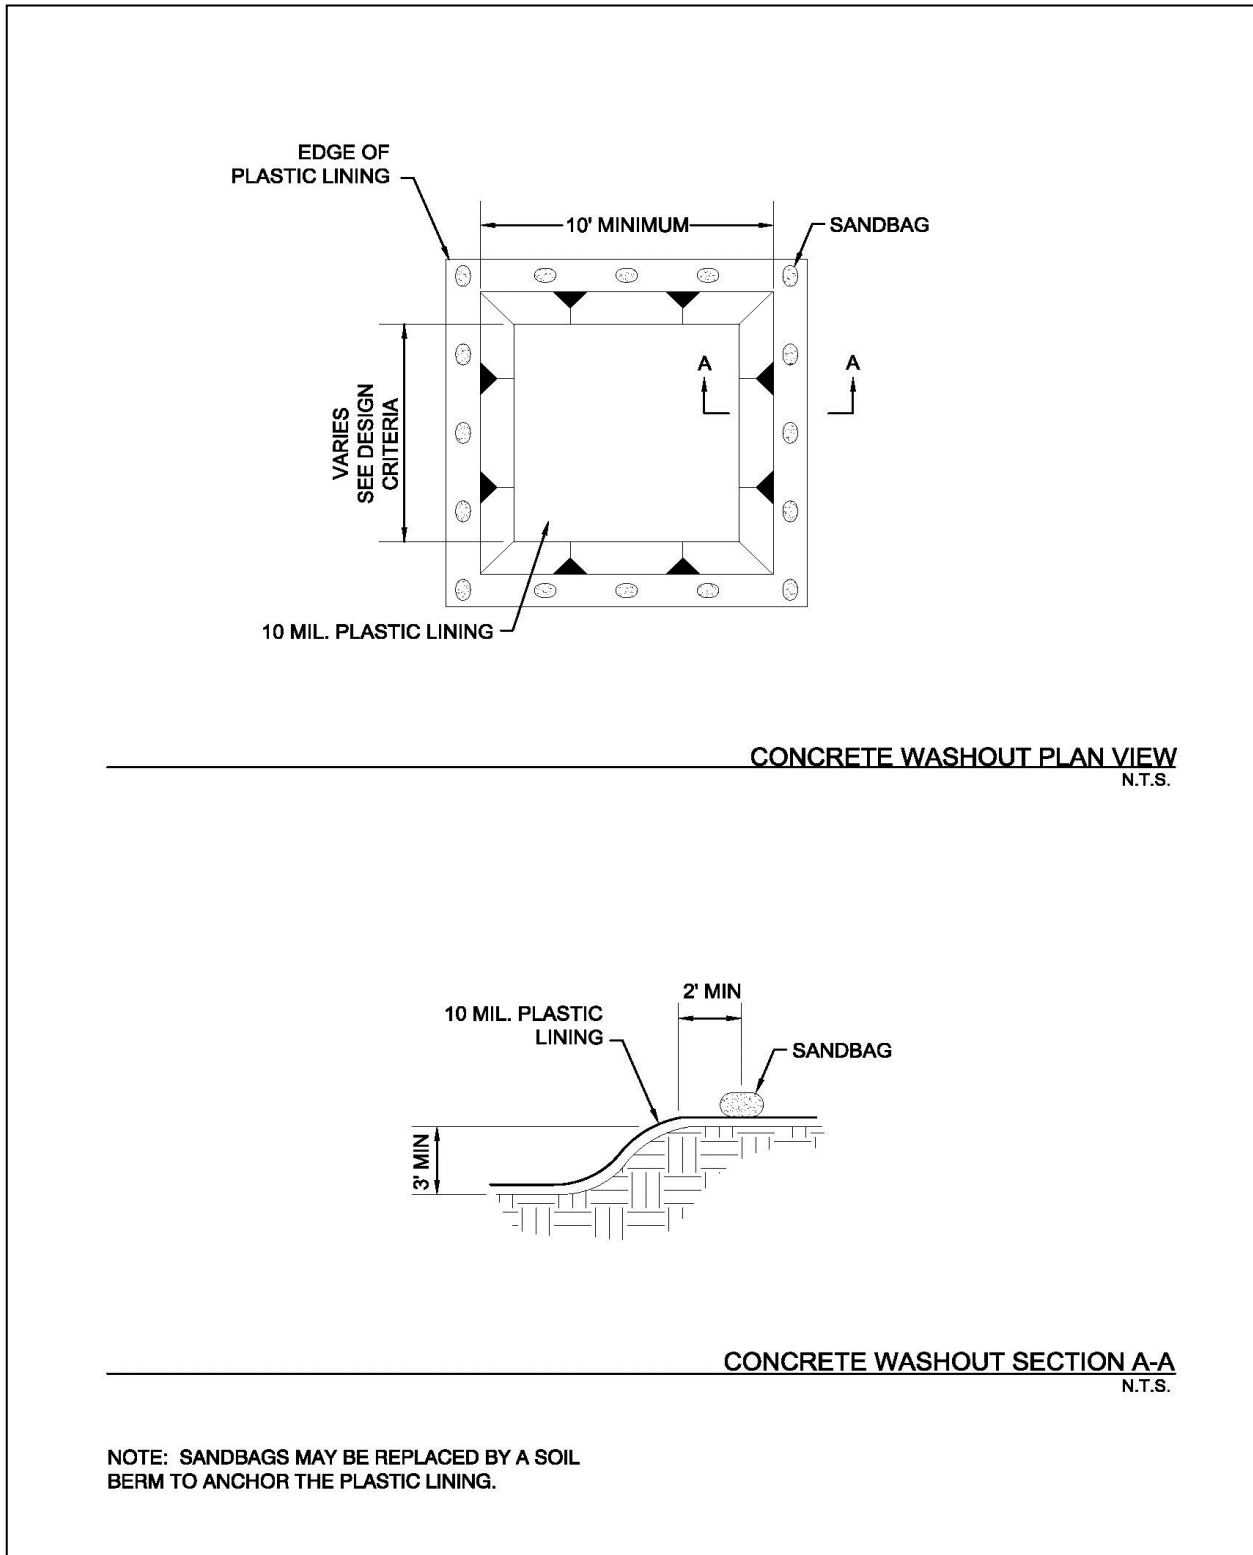 EDGE OF
PLASTIC LINING
10' MINIMUM
SANDBAG
A
A
VARIES
SEE DESIGN
CRITERIA
10 MIL. PLASTIC LINING
CONCRETE WASHOUT PLAN VIEW
N.T.S.
2' MIN
10 MIL. PLASTIC
LINING
SANDBAG
3' MIN
CONCRETE WASHOUT SECTION A-A
N.T.S.
NOTE: SANDBAGS MAY BE REPLACED BY A SOIL
BERM TO ANCHOR THE PLASTIC LINING.